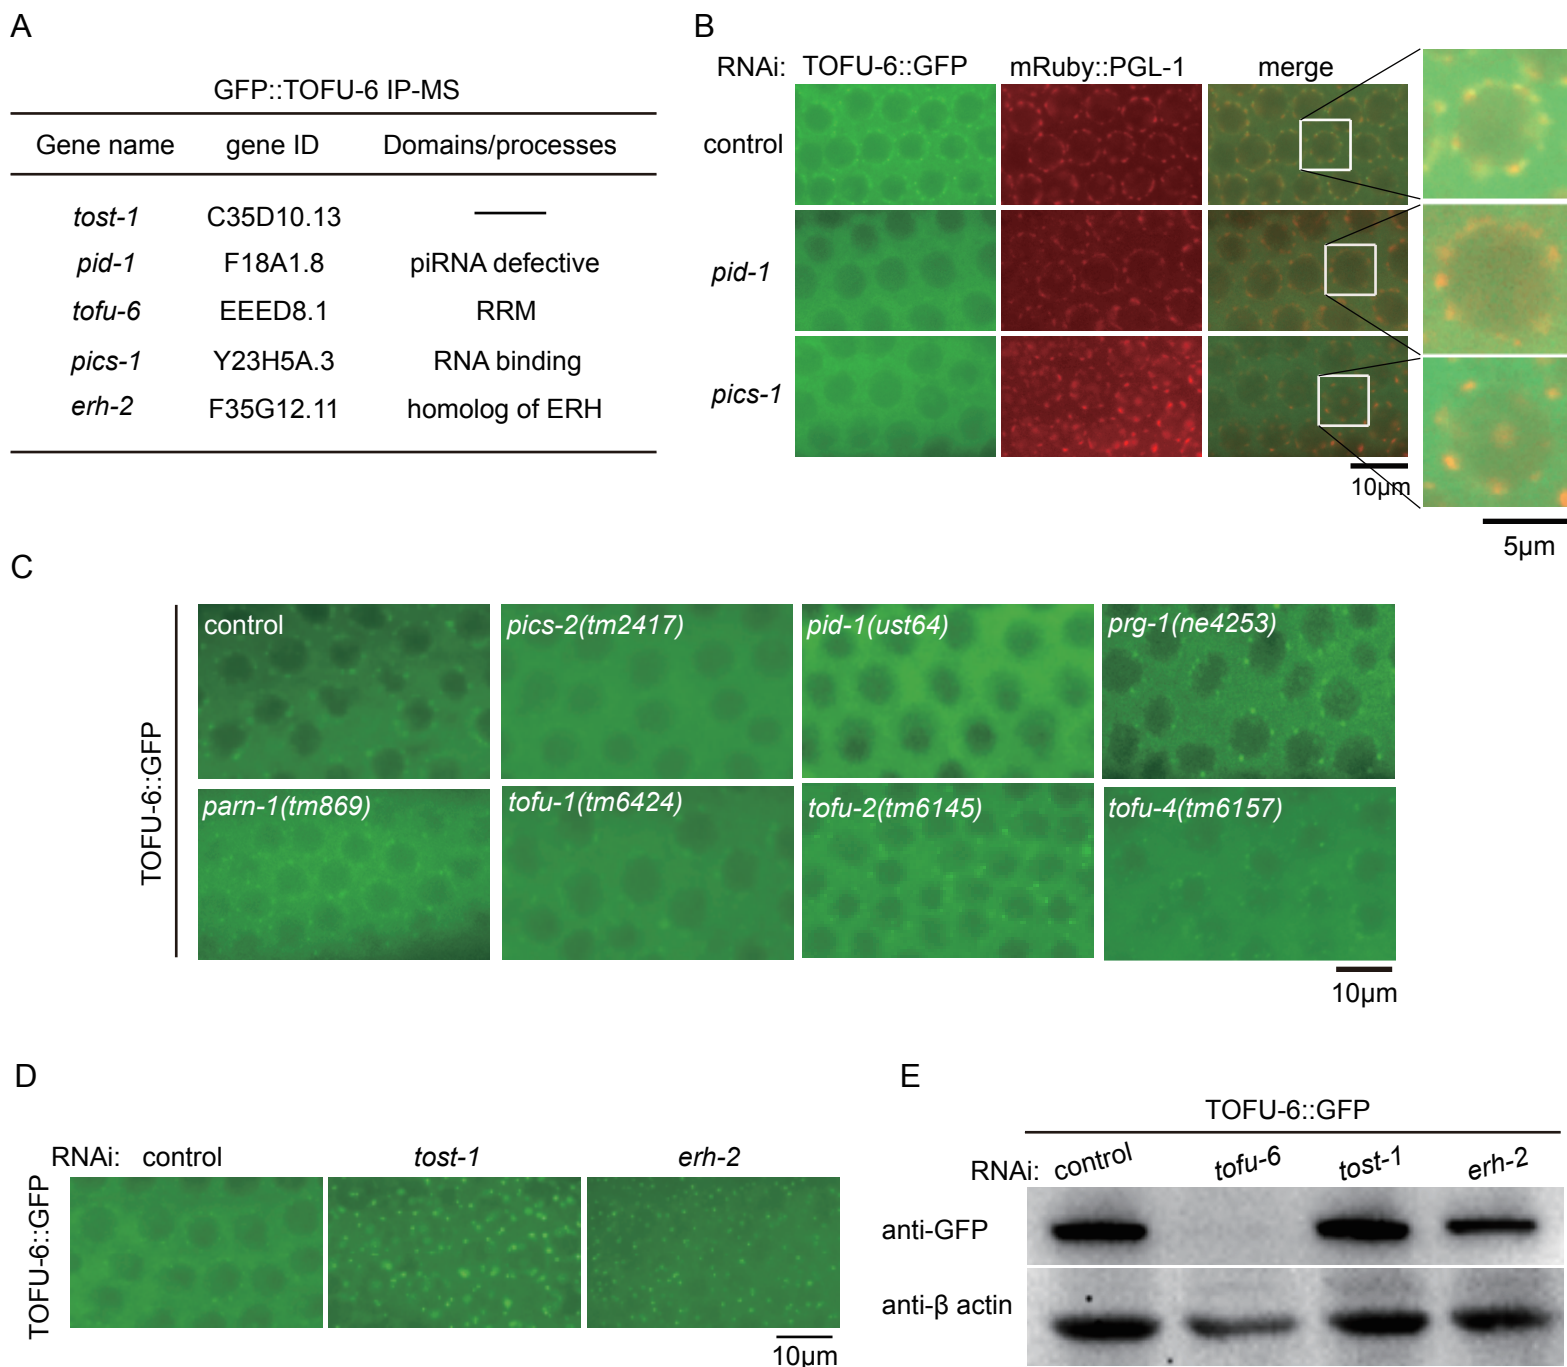 A
GFP::TOFU-6 IP-MS
Gene name gene ID Domains/processes
tost-1 C35D10.13
pid-1 F18A1.8 piRNA defective
tofu-6 EEED8.1 RRM
pics-1 Y23H5A.3 RNA binding
erh-2 F35G12.11 homolog of ERH
B
RNAi: TOFU-6::GFP mRuby::PGL-1 merge
control
pid-1
pics-1
10μm
5μm
C
TOFU-6::GFP
control pics-2(tm2417) pid-1(ust64) prg-1(ne4253)
parn-1(tm869) tofu-1(tm6424) tofu-2(tm6145) tofu-4(tm6157)
10μm
D
RNAi: control tost-1 erh-2
TOFU-6::GFP
10μm
E
TOFU-6::GFP
RNAi: control tofu-6 tost-1 erh-2
anti-GFP
anti-β actin